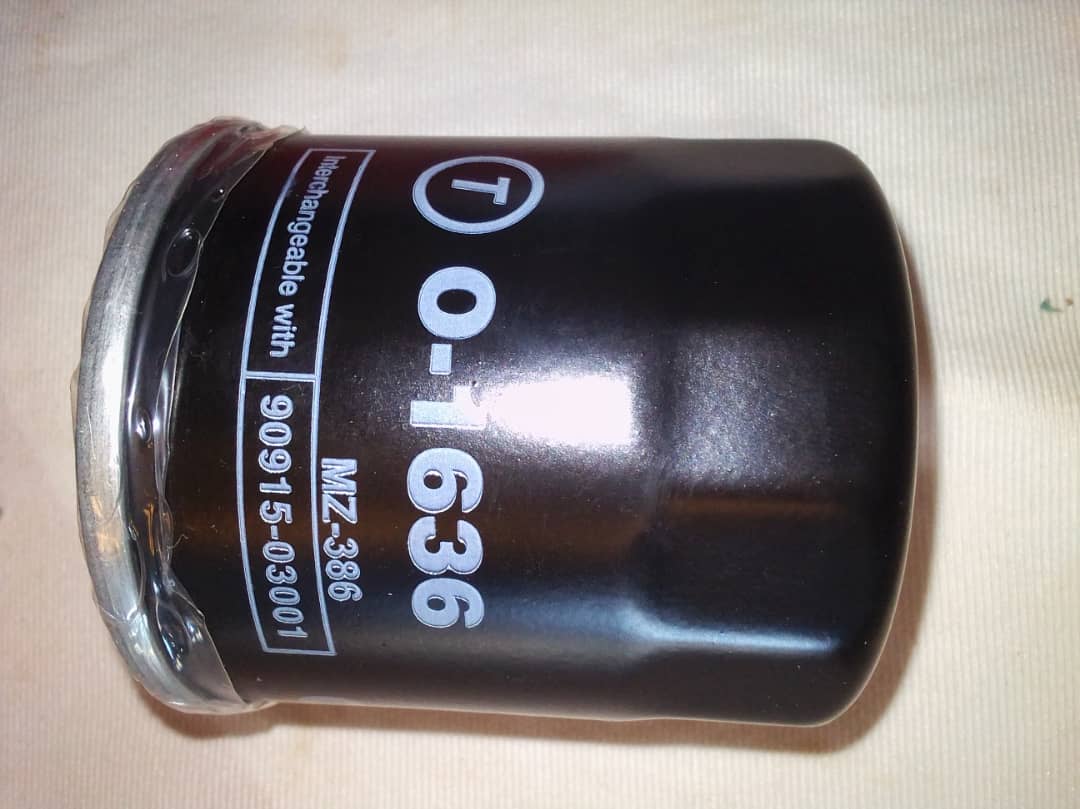 T O-1636
MZ-386
Interchangeable with 90915-03001